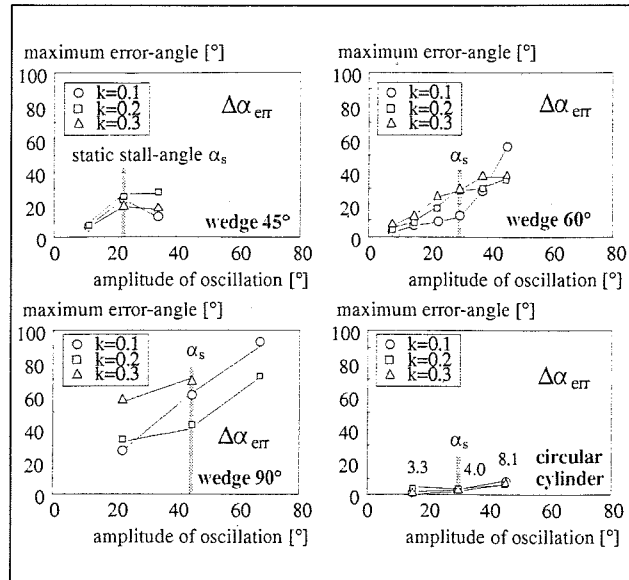 maximum error-angle [°]
100
80
60
40
20
0
0 20 40 60 80
k=0.1
k=0.2
k=0.3
Δα err
static stall-angle αs
wedge 45°
amplitude of oscillation [°]
maximum error-angle [°]
100
80
60
40
20
0
0 20 40 60 80
k=0.1
k=0.2
k=0.3
Δα err
αs
wedge 60°
amplitude of oscillation [°]
maximum error-angle [°]
100
80
60
40
20
0
0 20 40 60 80
k=0.1
k=0.2
k=0.3
αs
Δα err
wedge 90°
amplitude of oscillation [°]
maximum error-angle [°]
100
80
60
40
20
0
0 20 40 60 80
k=0.1
k=0.2
k=0.3
Δα err
αs
3.3 4.0 8.1
circular
cylinder
amplitude of oscillation [°]